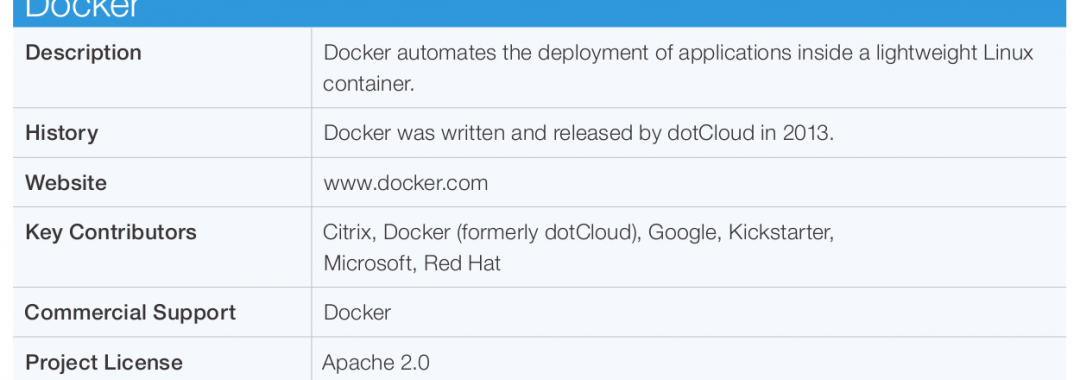 Docker
Description
Docker automates the deployment of applications inside a lightweight Linux
container.
History
Docker was written and released by dotCloud in 2013.
Website
www.docker.com
Key Contributors
Citrix, Docker (formerly dotCloud), Google, Kickstarter,
Microsoft, Red Hat
Commercial Support
Docker
Project License
Apache 2.0